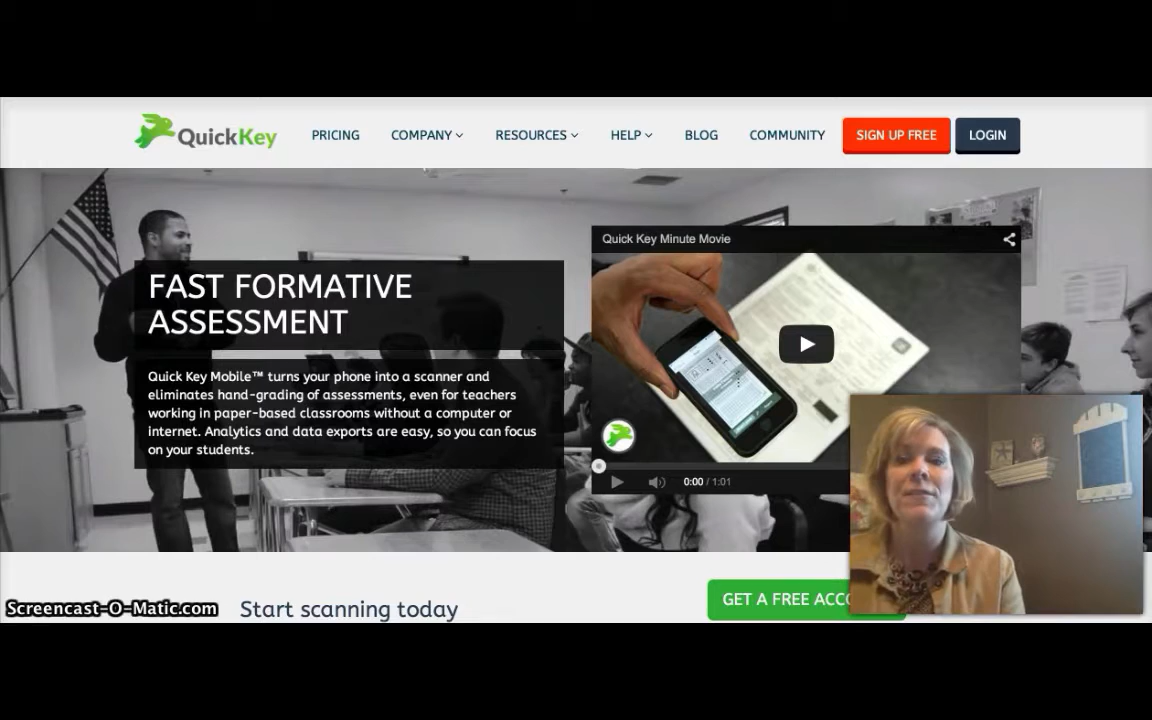 QuickKey
PRICING
COMPANY
RESOURCES
HELP
BLOG
COMMUNITY
SIGN UP FREE
LOGIN
FAST FORMATIVE
ASSESSMENT
Quick Key Mobile™ turns your phone into a scanner and
eliminates hand-grading of assessments, even for teachers
working in paper-based classrooms without a computer or
internet. Analytics and data exports are easy, so you can focus
on your students.
Quick Key Minute Movie
0:00 / 1:01
Start scanning today
GET A FREE ACCO
Screencast-O-Matic.com